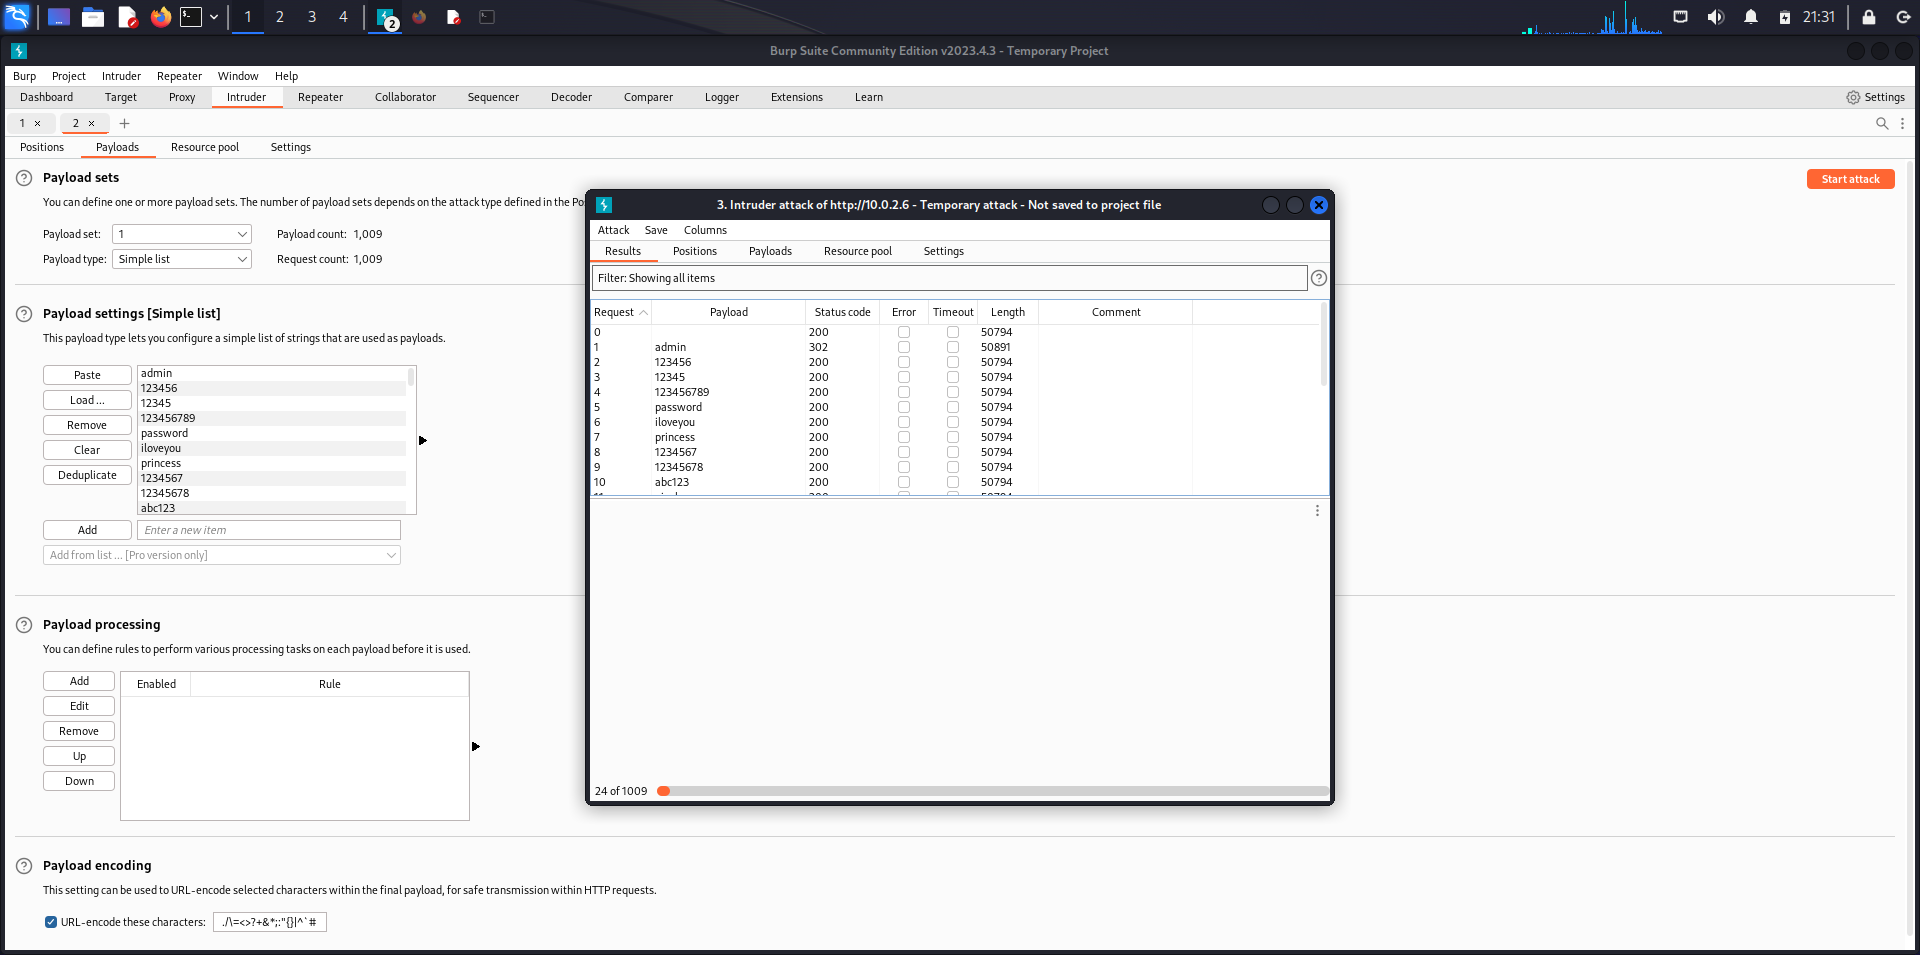 1 2 3 4 2 21:31
Burp Suite Community Edition v2023.4.3 - Temporary Project
Burp Project Intruder Repeater Window Help
Dashboard Target Proxy Intruder Repeater Collaborator Sequencer Decoder Comparer Logger Extensions Learn Settings
1 × 2 × +
Positions Payloads Resource pool Settings
Payload sets
Start attack
You can define one or more payload sets. The number of payload sets depends on the attack type defined in the
Payload set: 1 Payload count: 1,009
Payload type: Simple list Request count: 1,009
Payload settings [Simple list]
This payload type lets you configure a simple list of strings that are used as payloads.
Paste
Load ...
Remove
Clear
Deduplicate
admin
123456
12345
123456789
password
iloveyou
princess
1234567
12345678
abc123
Add Enter a new item
Add from list ... [Pro version only]
Payload processing
You can define rules to perform various processing tasks on each payload before it is used.
Add
Edit
Remove
Up
Down
Enabled Rule
Payload encoding
This setting can be used to URL-encode selected characters within the final payload, for safe transmission within HTTP requests.
URL-encode these characters: ./\=<>?+&*;:"{}|^`#
3. Intruder attack of http://10.0.2.6 - Temporary attack - Not saved to project file
Attack Save Columns
Results Positions Payloads Resource pool Settings
Filter: Showing all items
Request Payload Status code Error Timeout Length Comment
0 200 50794
1 admin 302 50891
2 123456 200 50794
3 12345 200 50794
4 123456789 200 50794
5 password 200 50794
6 iloveyou 200 50794
7 princess 200 50794
8 1234567 200 50794
9 12345678 200 50794
10 abc123 200 50794
24 of 1009